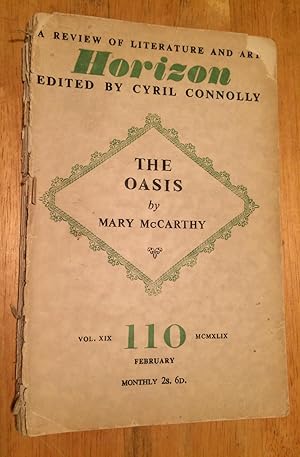 A REVIEW OF LITERATURE AND ART
Horizon
EDITED BY CYRIL CONNOLLY
THE
OASIS
by
MARY McCARTHY
VOL. XIX 110 MCMXLIX
FEBRUARY
MONTHLY 2s. 6D.